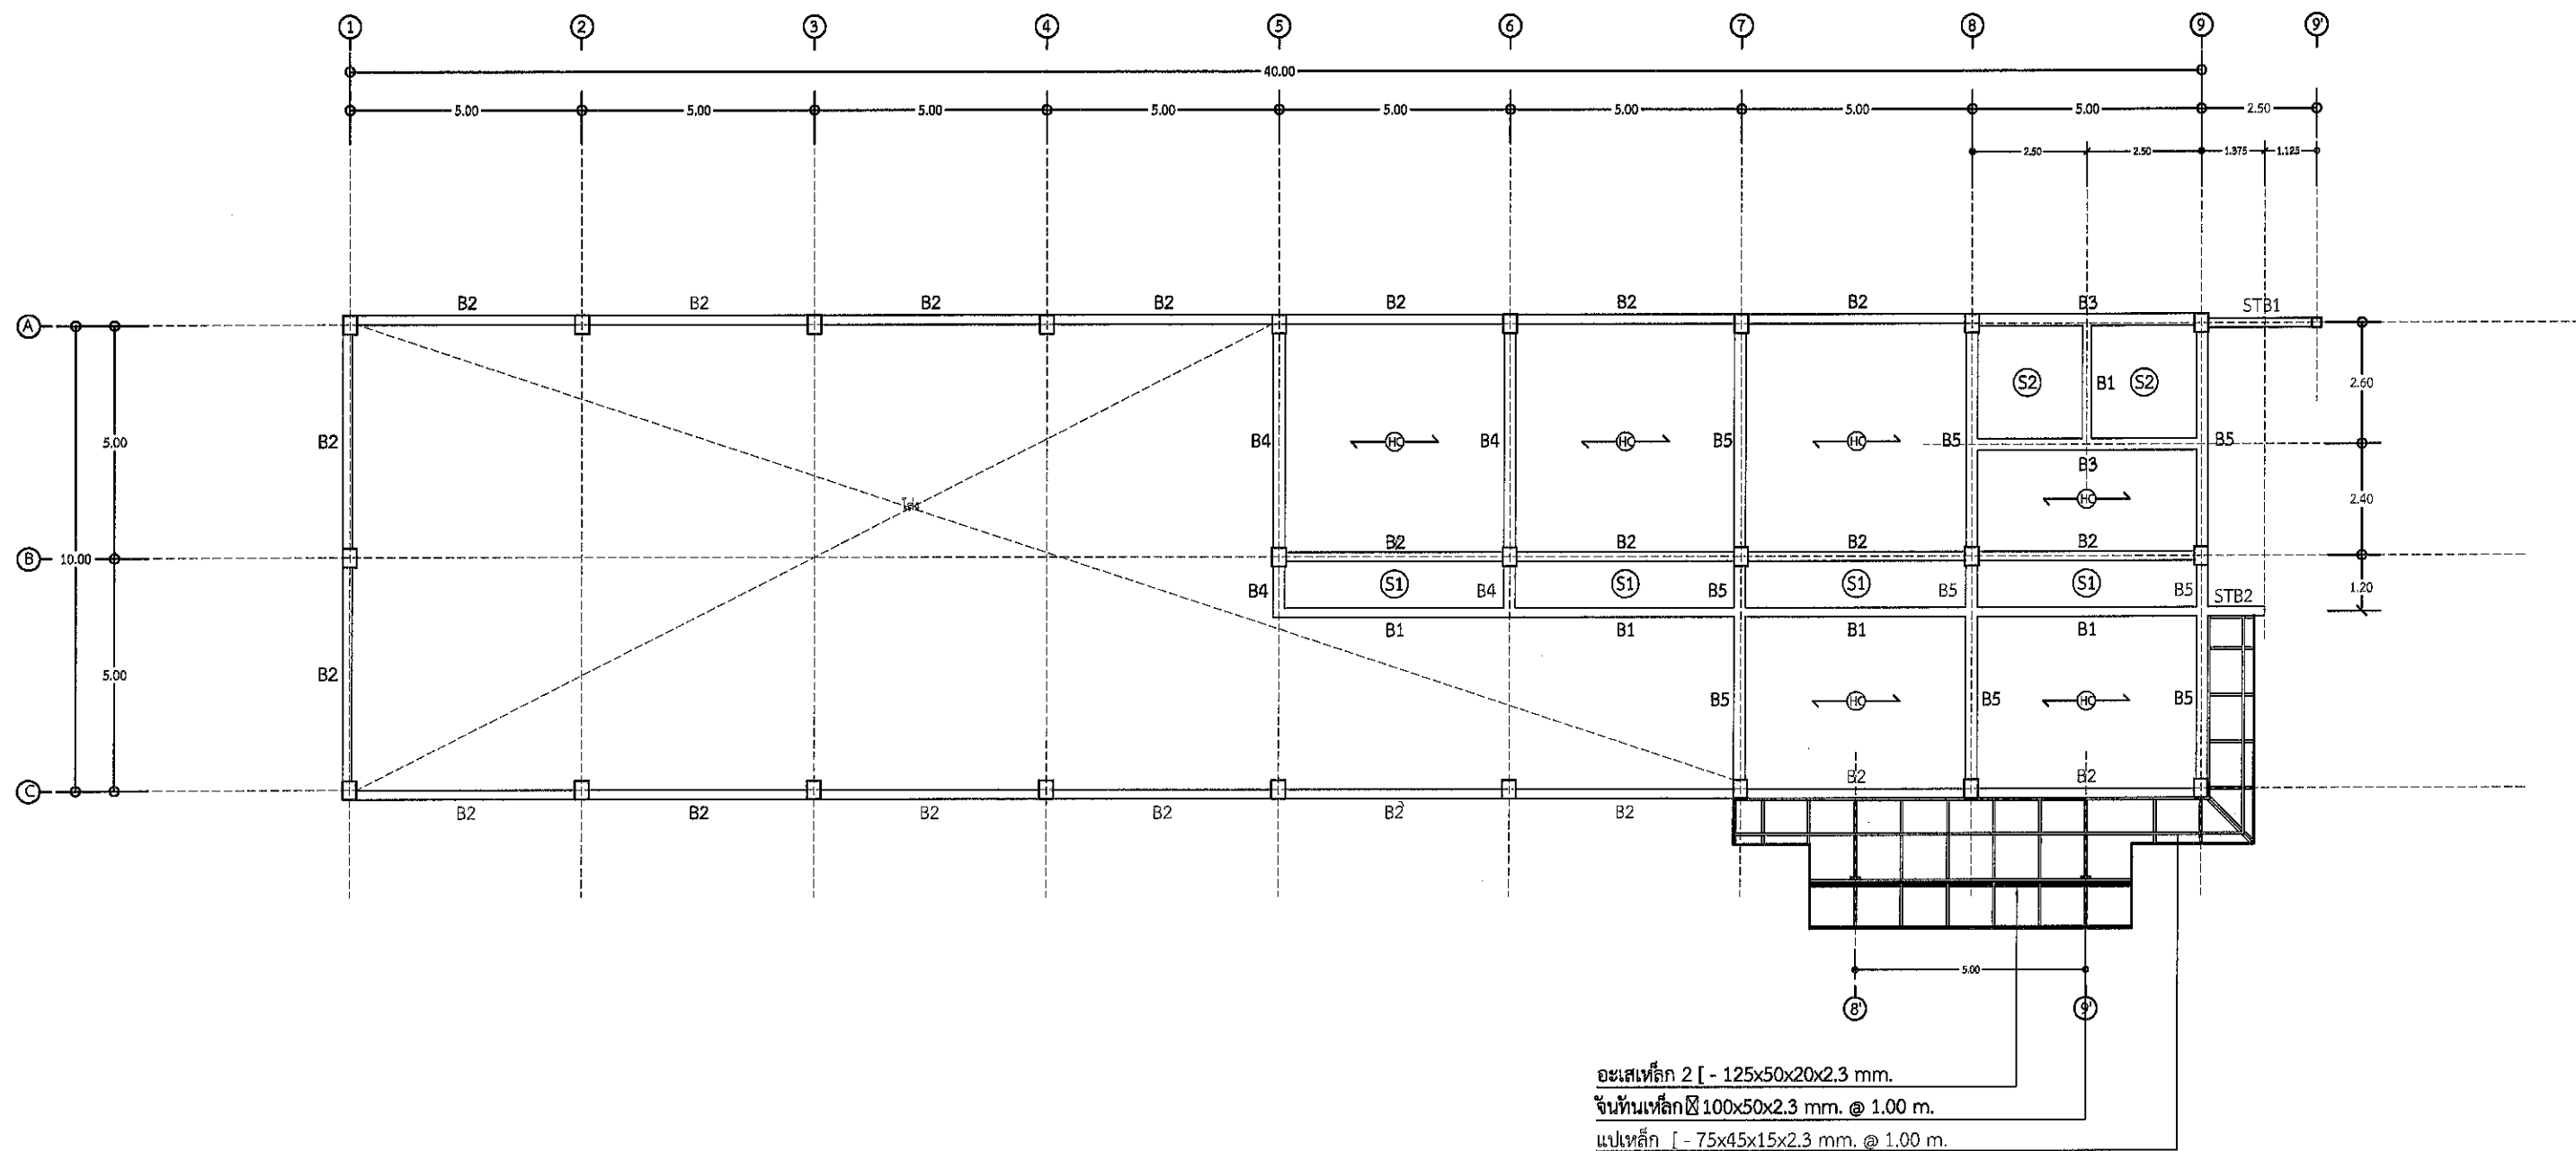 1 2 3 4 5 6 7 8 9 9'
40.00
5.00 5.00 5.00 5.00 5.00 5.00 5.00 5.00 2.50
2.50 2.50 1.375 1.125
B2 B2 B2 B2 B2 B2 B2 B3 STB1
A
S2 B1 S2 2.60
5.00 B2 B4 HC B4 HC B5 HC B5 B5
B3
HC 2.40
B2 B2 B2 B2
B 10.00
B4 S1 B4 S1 B5 S1 B5 S1 B5 1.20
STB2
B1 B1 B1 B1
5.00 B2
B5 HC B5 HC B5
B2 B2
C
B2 B2 B2 B2 B2 B2
5.00
8' 9'
อะเสเหล็ก 2 [ - 125x50x20x2.3 mm.
จันทันเหล็ก 100x50x2.3 mm. @ 1.00 m.
แปเหล็ก [ - 75x45x15x2.3 mm. @ 1.00 m.